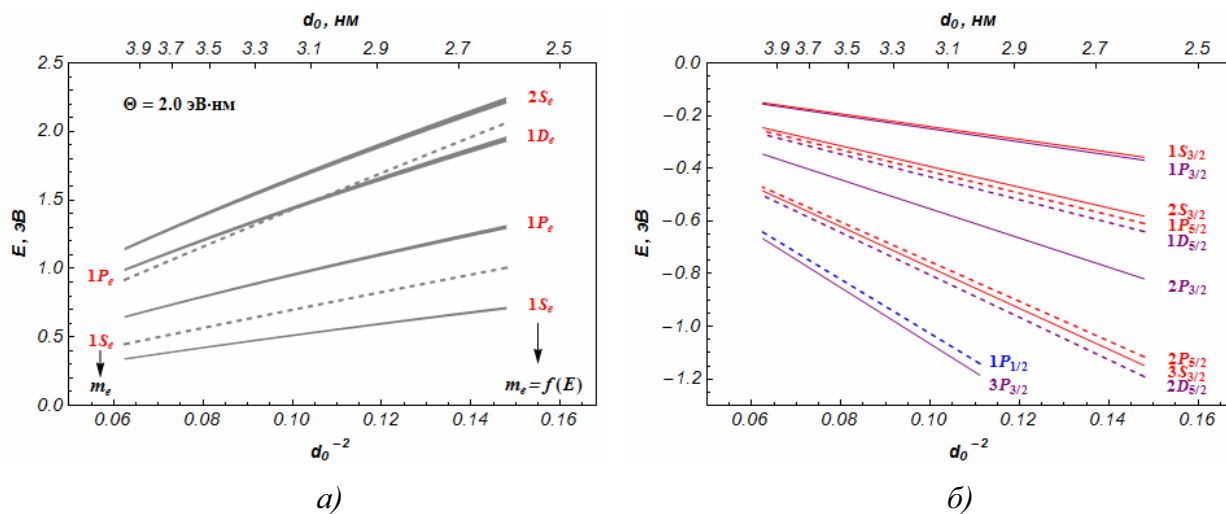 d₀, нм
3.9 3.7 3.5 3.3 3.1 2.9 2.7 2.5
2.5
2.0
1.5
1.0
0.5
0.0
E, эВ
Θ = 2.0 эВ·нм
2Sₑ
1Dₑ
1Pₑ
1Pₑ
1Sₑ
1Sₑ
mₑ
mₑ = f(E)
0.06 0.08 0.10 0.12 0.14 0.16
d₀⁻²
а)
d₀, нм
3.9 3.7 3.5 3.3 3.1 2.9 2.7 2.5
0.0
−0.2
−0.4
−0.6
−0.8
−1.0
−1.2
E, эВ
1S₃/₂
1P₃/₂
2S₃/₂
1P₅/₂
1D₅/₂
2P₃/₂
2P₅/₂
3S₃/₂
2D₅/₂
1P₁/₂
3P₃/₂
0.06 0.08 0.10 0.12 0.14 0.16
d₀⁻²
б)